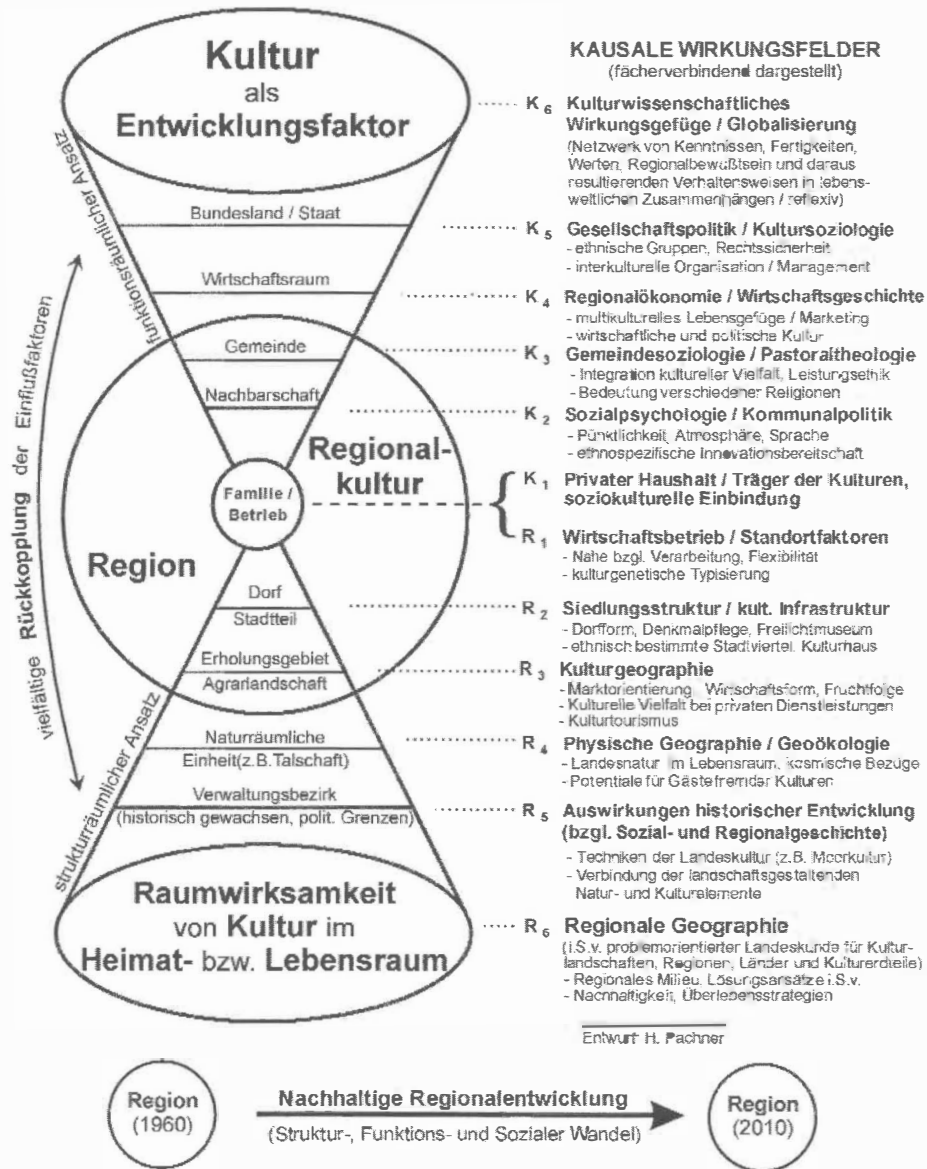 Kultur
als
Entwicklungsfaktor
funktionsräumlicher Ansatz
Bundesland / Staat
Wirtschaftsraum
Gemeinde
Nachbarschaft
Regional-
kultur
Familie /
Betrieb
Region
Dorf
Stadtteil
Erholungsgebiet
Agrarlandschaft
Naturräumliche
Einheit(z.B.Talschaft)
Verwaltungsbezirk
(historisch gewachsen, polit. Grenzen)
strukturräumlicher Ansatz
vielfältige Rückkopplung der Einflußfaktoren
Raumwirksamkeit
von Kultur im
Heimat- bzw. Lebensraum
KAUSALE WIRKUNGSFELDER
(fächerverbindend dargestellt)
K6 Kulturwissenschaftliches
Wirkungsgefüge / Globalisierung
(Netzwerk von Kenntnissen, Fertigkeiten,
Werten, Regionalbewußtsein und daraus
resultierenden Verhaltensweisen in lebens-
weltlichen Zusammenhängen / reflexiv)
K5 Gesellschaftspolitik / Kultursoziologie
- ethnische Gruppen, Rechtssicherheit
- interkulturelle Organisation / Management
K4 Regionalökonomie / Wirtschaftsgeschichte
- multikulturelles Lebensgefüge / Marketing
- wirtschaftliche und politische Kultur
K3 Gemeindesoziologie / Pastoraltheologie
- Integration kultureller Vielfalt, Leistungsethik
- Bedeutung verschiedener Religionen
K2 Sozialpsychologie / Kommunalpolitik
- Pünktlichkeit, Atmosphäre, Sprache
- ethnospezifische Innovationsbereitschaft
K1 Privater Haushalt / Träger der Kulturen,
soziokulturelle Einbindung
R1 Wirtschaftsbetrieb / Standortfaktoren
- Nähe bzgl. Verarbeitung, Flexibilität
- kulturgenetische Typisierung
R2 Siedlungsstruktur / kult. Infrastruktur
- Dorfform, Denkmalpflege, Freilichtmuseum
- ethnisch bestimmte Stadtviertel, Kulturhaus
R3 Kulturgeographie
- Marktorientierung, Wirtschaftsform, Fruchtfolge
- Kulturelle Vielfalt bei privaten Dienstleistungen
- Kulturtourismus
R4 Physische Geographie / Geoökologie
- Landesnatur im Lebensraum, kosmische Bezüge
- Potentiale für Gäste fremder Kulturen
R5 Auswirkungen historischer Entwicklung
(bzgl. Sozial- und Regionalgeschichte)
- Techniken der Landeskultur (z.B. Moorkultur)
- Verbindung der landschaftsgestaltenden
Natur- und Kulturelemente
R6 Regionale Geographie
(i.S.v. problemorientierter Landeskunde für Kultur-
landschaften, Regionen, Länder und Kulturerdteile)
- Regionales Milieu, Lösungsansätze i.S.v.
- Nachhaltigkeit, Überlebensstrategien
Entwurf H. Pachner
Region
(1960)
Nachhaltige Regionalentwicklung
(Struktur-, Funktions- und Sozialer Wandel)
Region
(2010)